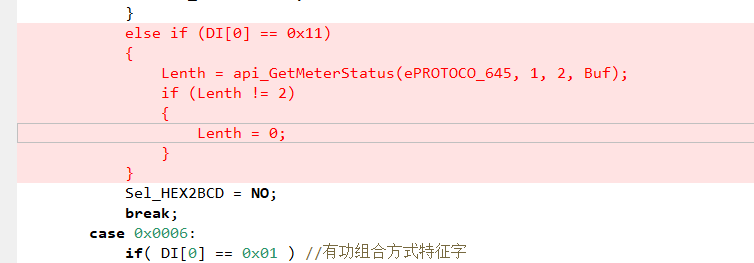 }
else if (DI[0] == 0x11)
{
Lenth = api_GetMeterStatus(ePROTOCO_645, 1, 2, Buf);
if (Lenth != 2)
{
Lenth = 0;
}
}
Sel_HEX2BCD = NO;
break;
case 0x0006:
if( DI[0] == 0x01 ) //有功组合方式特征字